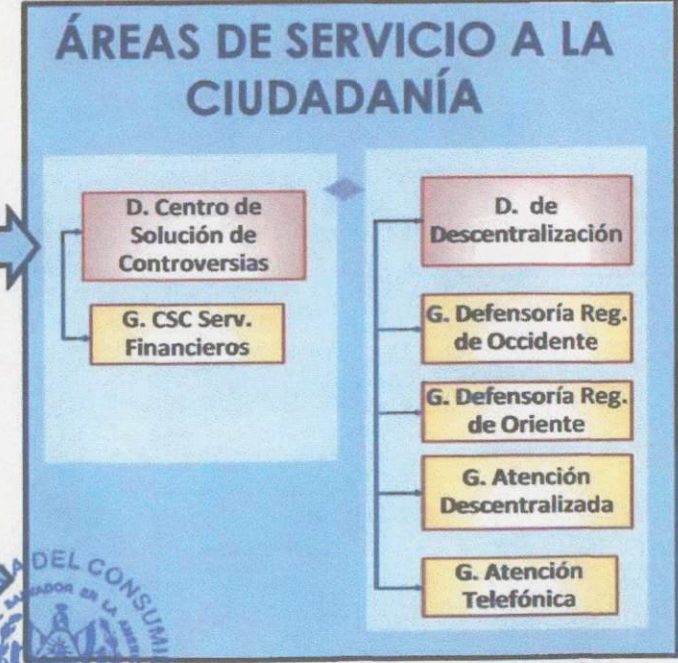 ÁREAS DE SERVICIO A LA
CIUDADANÍA
D. Centro de
Solución de
Controversias
G. CSC Serv.
Financieros
D. de
Descentralización
G. Defensoría Reg.
de Occidente
G. Defensoría Reg.
de Oriente
G. Atención
Descentralizada
G. Atención
Telefónica
DEL